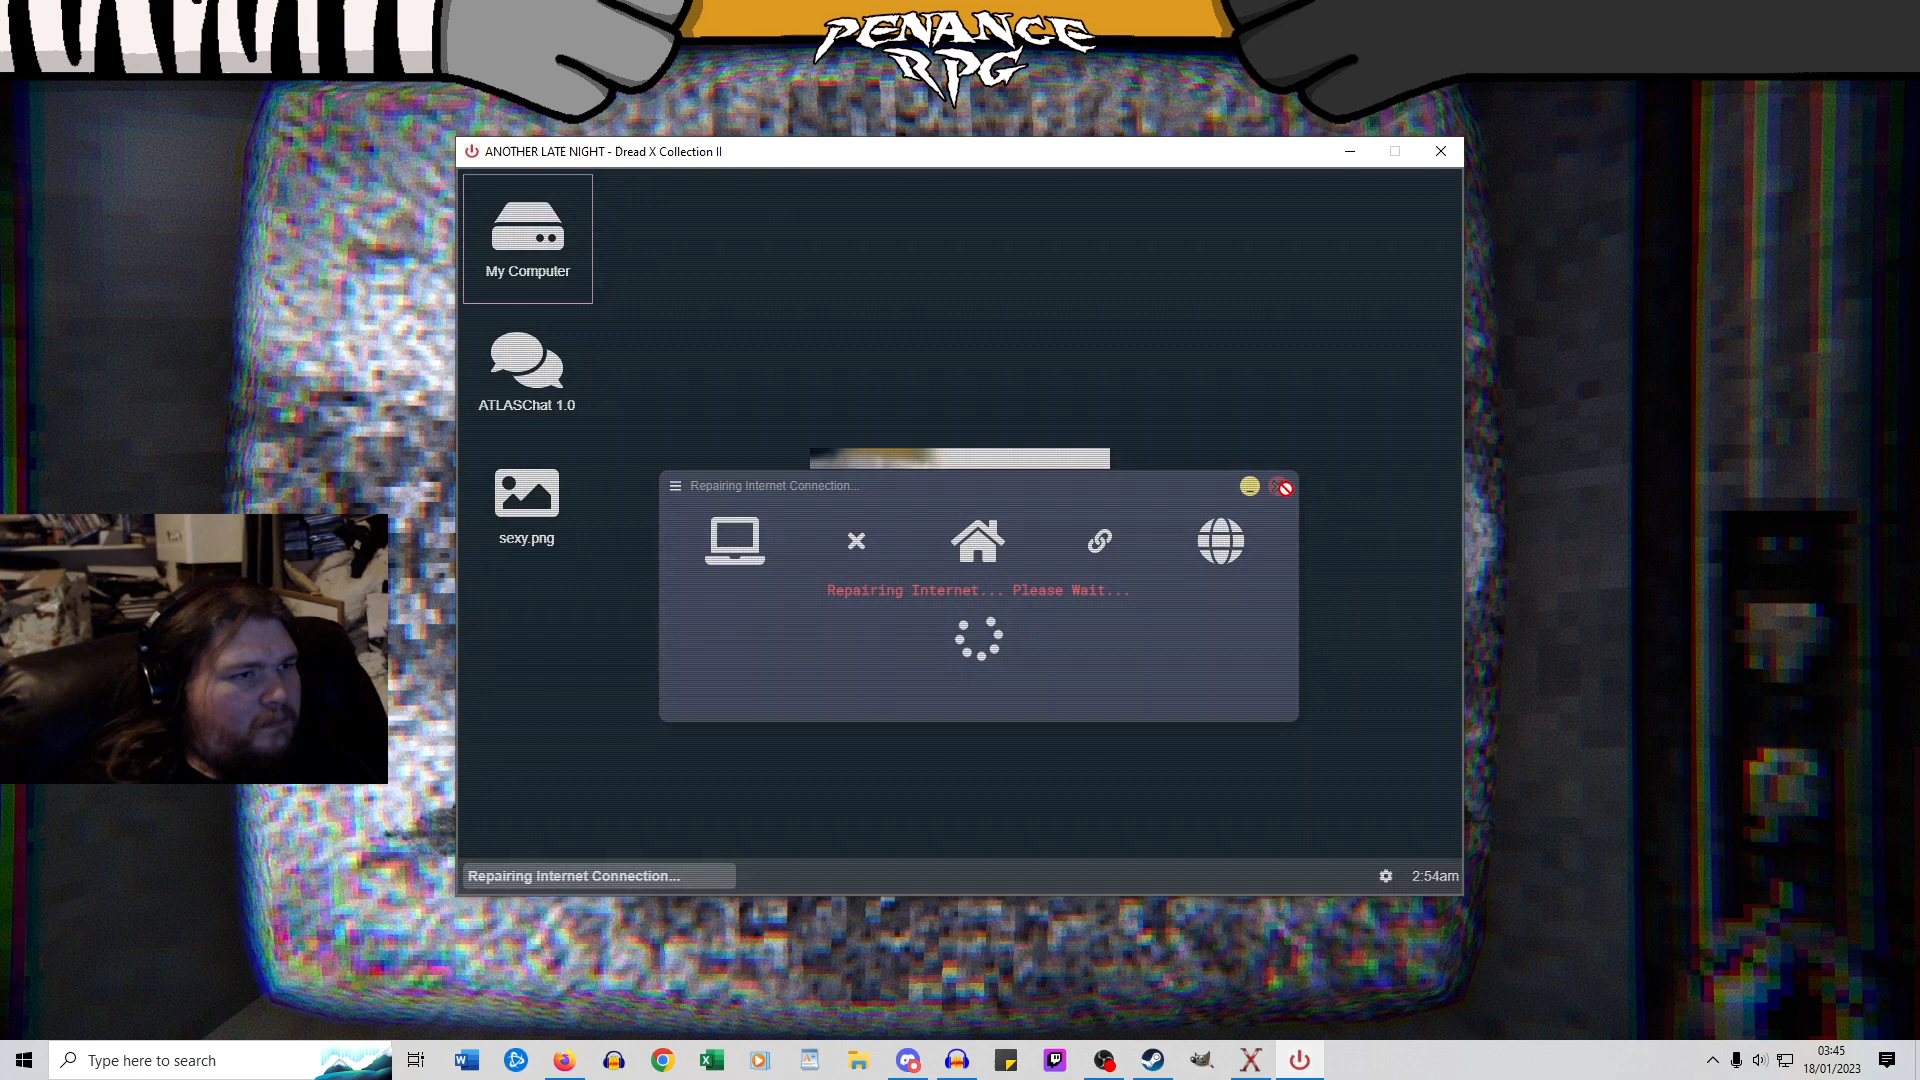 PENANCE
RPG
ANOTHER LATE NIGHT - Dread X Collection II
My Computer
ATLASChat 1.0
sexy.png
Repairing Internet Connection...
Repairing Internet... Please Wait...
Repairing Internet Connection...
2:54am
Type here to search
03:45
18/01/2023